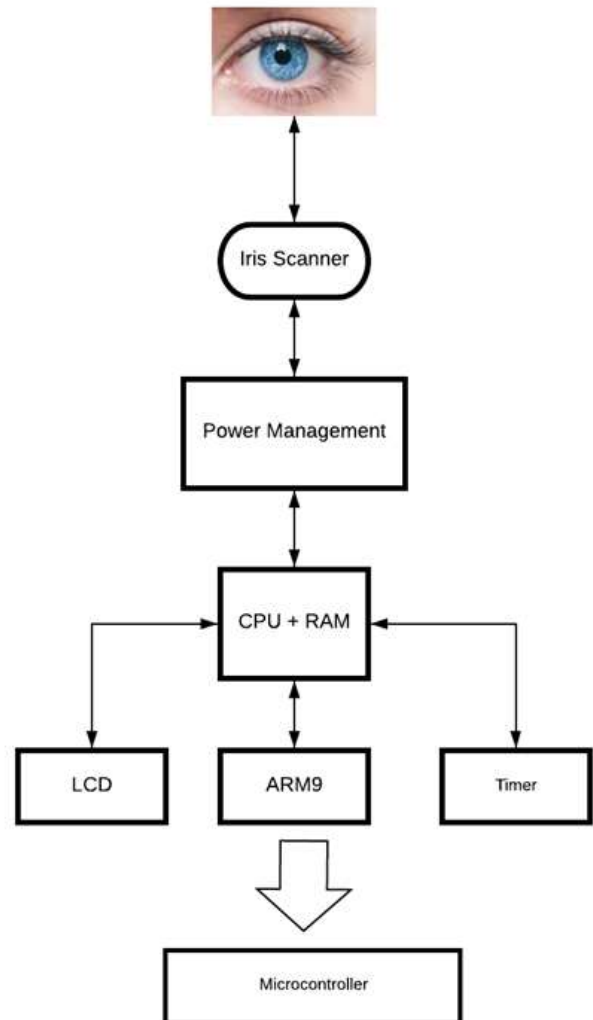 Iris Scanner
Power Management
CPU + RAM
LCD
ARM9
Timer
Microcontroller